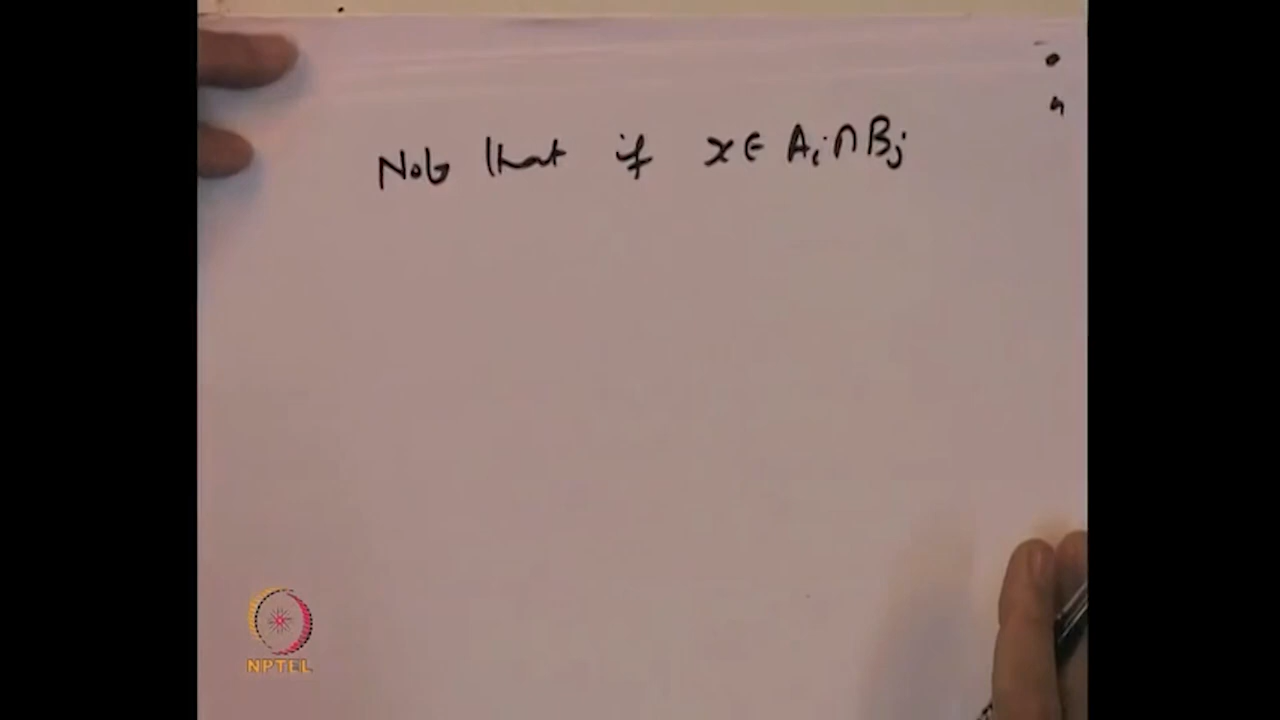 Note that if x ∈ Ai ∩ Bj
NPTEL